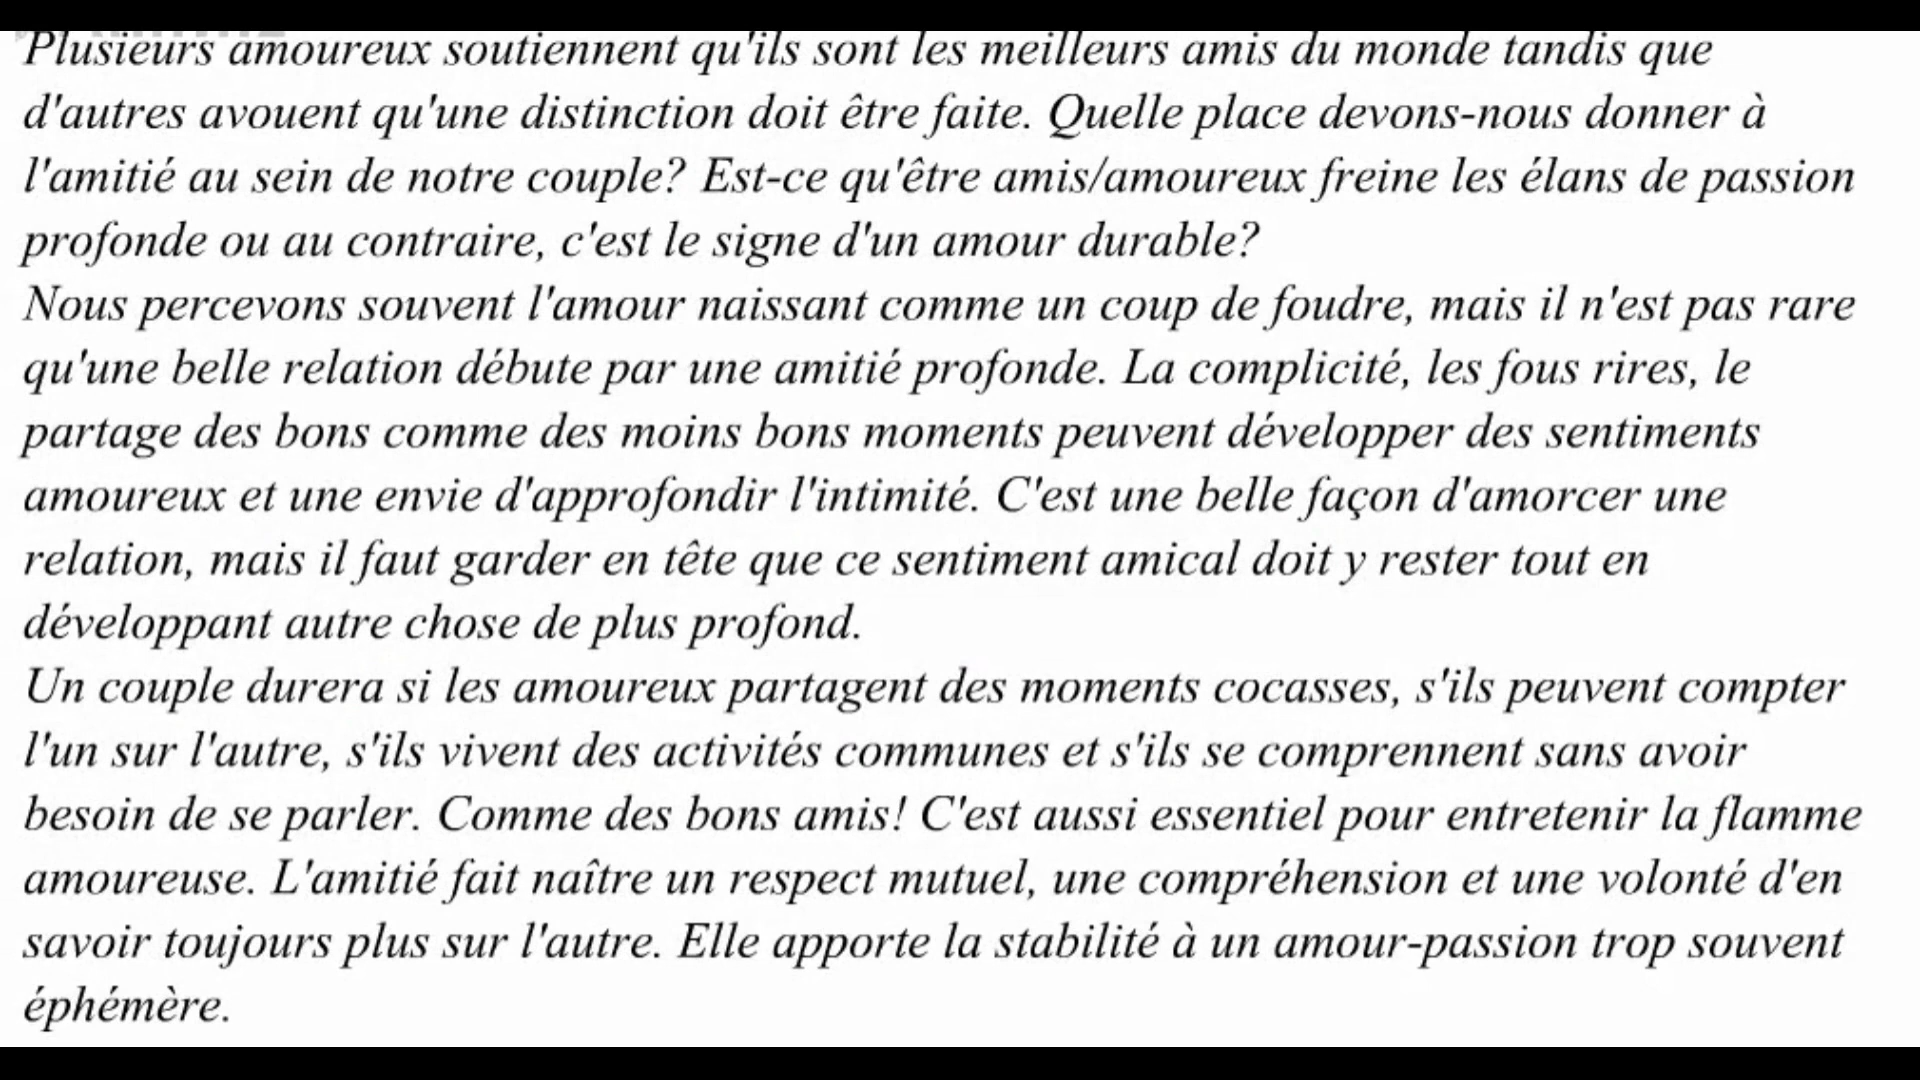 Plusieurs amoureux soutiennent qu'ils sont les meilleurs amis du monde tandis que
d'autres avouent qu'une distinction doit être faite. Quelle place devons-nous donner à
l'amitié au sein de notre couple? Est-ce qu'être amis/amoureux freine les élans de passion
profonde ou au contraire, c'est le signe d'un amour durable?
Nous percevons souvent l'amour naissant comme un coup de foudre, mais il n'est pas rare
qu'une belle relation débute par une amitié profonde. La complicité, les fous rires, le
partage des bons comme des moins bons moments peuvent développer des sentiments
amoureux et une envie d'approfondir l'intimité. C'est une belle façon d'amorcer une
relation, mais il faut garder en tête que ce sentiment amical doit y rester tout en
développant autre chose de plus profond.
Un couple durera si les amoureux partagent des moments cocasses, s'ils peuvent compter
l'un sur l'autre, s'ils vivent des activités communes et s'ils se comprennent sans avoir
besoin de se parler. Comme des bons amis! C'est aussi essentiel pour entretenir la flamme
amoureuse. L'amitié fait naître un respect mutuel, une compréhension et une volonté d'en
savoir toujours plus sur l'autre. Elle apporte la stabilité à un amour-passion trop souvent
éphémère.